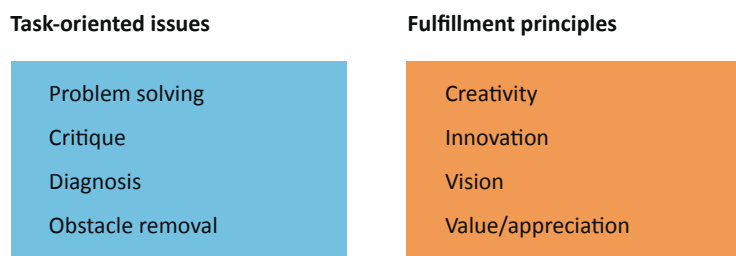 Task-oriented issues
Problem solving
Critique
Diagnosis
Obstacle removal
Fulfillment principles
Creativity
Innovation
Vision
Value/appreciation